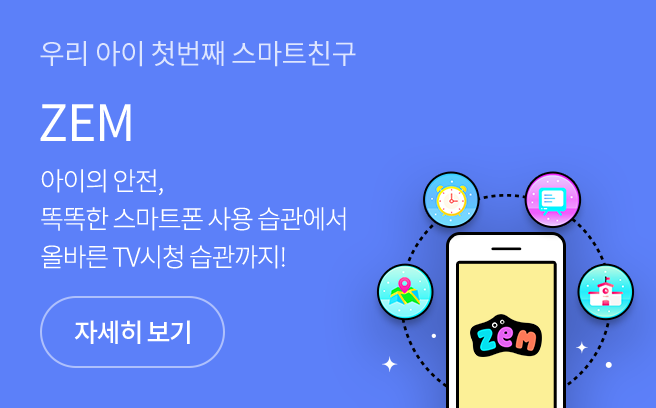 우리 아이 첫번째 스마트친구
ZEM
아이의 안전,
똑똑한 스마트폰 사용 습관에서
올바른 TV시청 습관까지!
자세히 보기
zem